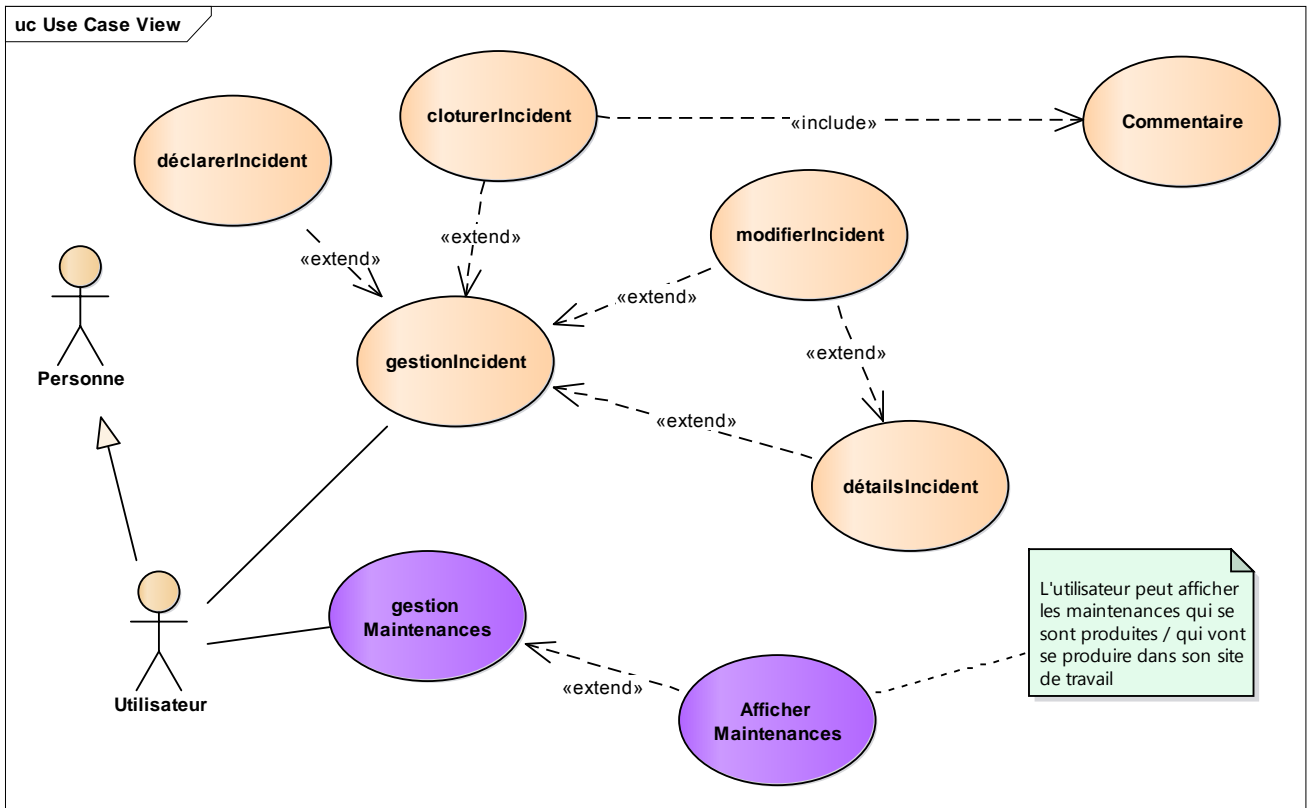 uc Use Case View
cloturerIncident
«include»
Commentaire
déclarerIncident
«extend»
«extend»
modifierIncident
«extend»
«extend»
gestionIncident
Personne
«extend»
détailsIncident
gestion
Maintenances
Utilisateur
«extend»
Afficher
Maintenances
L'utilisateur peut afficher
les maintenances qui se
sont produites / qui vont
se produire dans son site
de travail